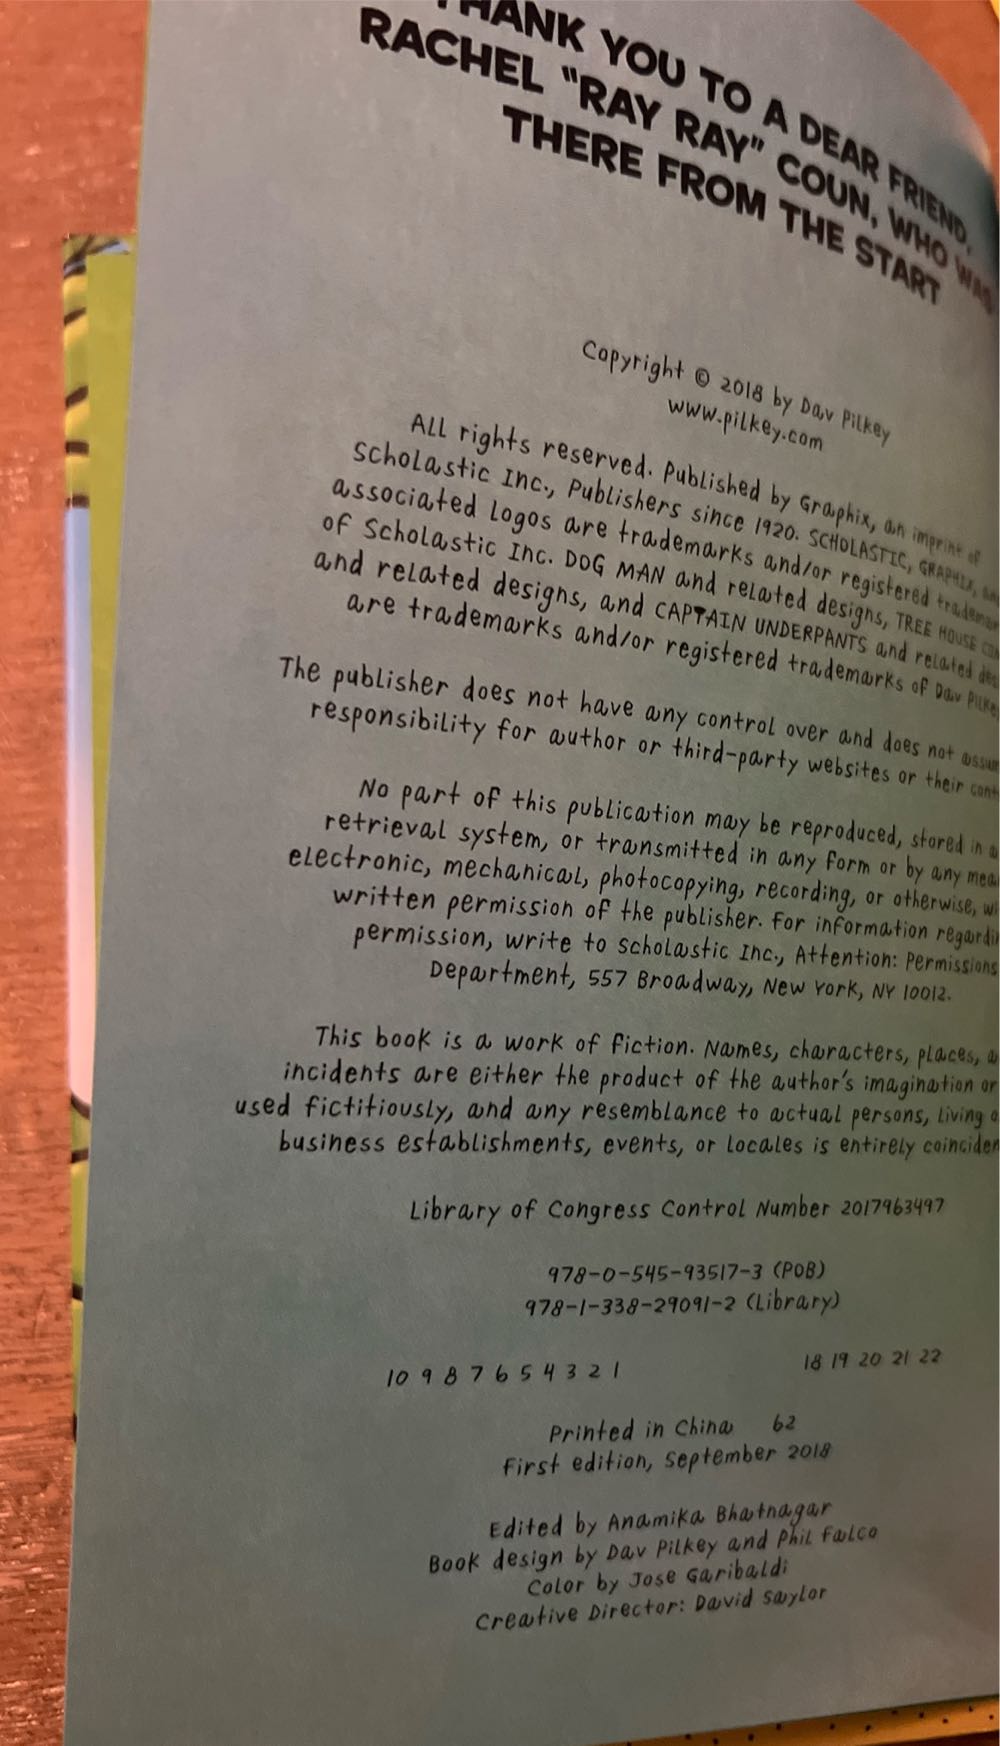 THANK YOU TO A DEAR FRIEND,
RACHEL "RAY RAY" COUN, WHO WAS
THERE FROM THE START
Copyright © 2018 by Dav Pilkey
www.pilkey.com
All rights reserved. Published by Graphix, an imprint of
Scholastic Inc., Publishers since 1920. SCHOLASTIC, GRAPHIX, and
associated logos are trademarks and/or registered
of Scholastic Inc. DOG MAN and related designs, TREE HOUSE
and related designs, and CAPTAIN UNDERPANTS and related
are trademarks and/or registered trademarks of Dav
The publisher does not have any control over and does not
responsibility for author or third-party websites or their
No part of this publication may be reproduced, stored in a
retrieval system, or transmitted in any form or by any
electronic, mechanical, photocopying, recording, or otherwise,
written permission of the publisher. For information
permission, write to Scholastic Inc., Attention: Permissions
Department, 557 Broadway, New York, NY 10012.
This book is a work of fiction. Names, characters, places,
incidents are either the product of the author's imagination or
used fictitiously, and any resemblance to actual persons, living
business establishments, events, or locales is entirely
Library of Congress Control Number 2017963497
978-0-545-93517-3 (POB)
978-1-338-29091-2 (Library)
10 9 8 7 6 5 4 3 2 1 18 19 20 21 22
Printed in China 62
First edition, September 2018
Edited by Anamika Bhatnagar
Book design by Dav Pilkey and Phil Falco
Color by Jose Garibaldi
Creative Director: David Saylor